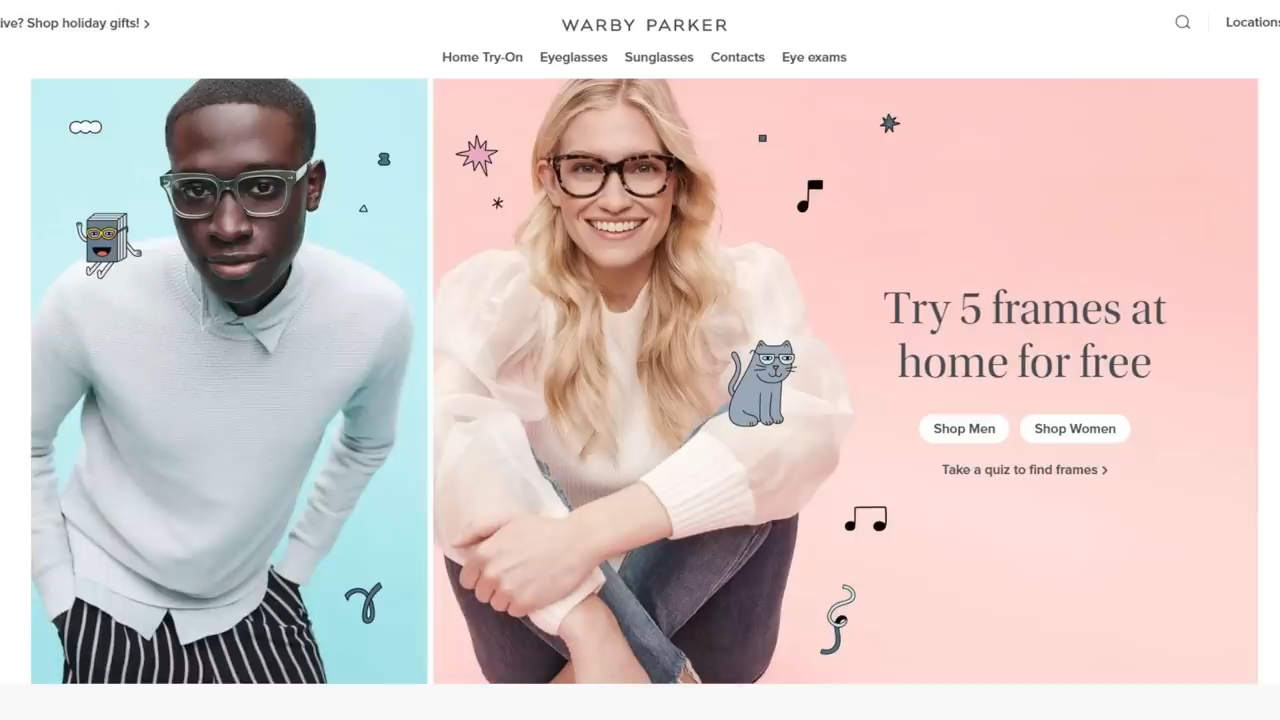 ive? Shop holiday gifts! >
WARBY PARKER
Locations
Home Try-On Eyeglasses Sunglasses Contacts Eye exams
Try 5 frames at
home for free
Shop Men Shop Women
Take a quiz to find frames >